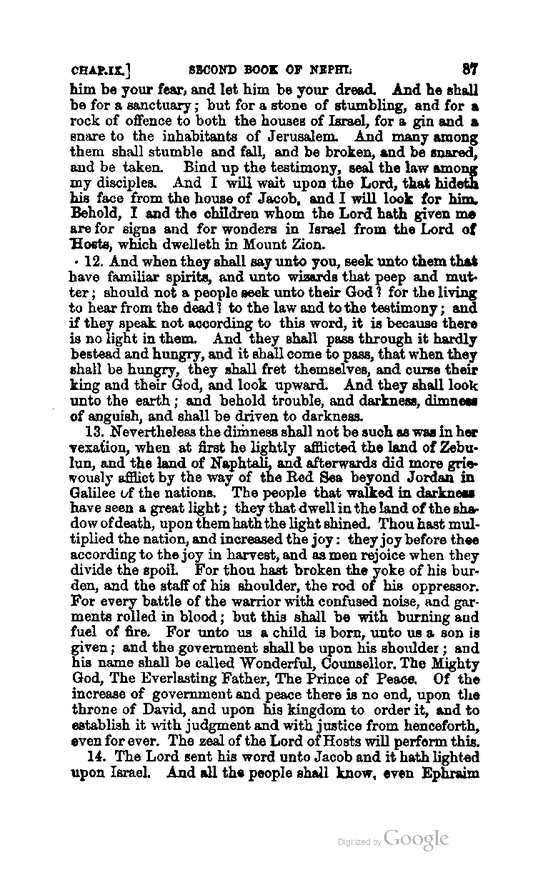 CHAP.IX.] SECOND BOOK OF NEPHI. 87
him be your fear, and let him be your dread. And he shall
be for a sanctuary; but for a stone of stumbling, and for a
rock of offence to both the houses of Israel, for a gin and a
snare to the inhabitants of Jerusalem. And many among
them shall stumble and fall, and be broken, and be snared,
and be taken. Bind up the testimony, seal the law among
my disciples. And I will wait upon the Lord, that hideth
his face from the house of Jacob, and I will look for him.
Behold, I and the children whom the Lord hath given me
are for signs and for wonders in Israel from the Lord of
Hosts, which dwelleth in Mount Zion.
12. And when they shall say unto you, seek unto them that
have familiar spirits, and unto wizards that peep and mut-
ter; should not a people seek unto their God? for the living
to hear from the dead? to the law and to the testimony; and
if they speak not according to this word, it is because there
is no light in them. And they shall pass through it hardly
bestead and hungry, and it shall come to pass, that when they
shall be hungry, they shall fret themselves, and curse their
king and their God, and look upward. And they shall look
unto the earth; and behold trouble, and darkness, dimness
of anguish, and shall be driven to darkness.
13. Nevertheless the dimness shall not be such as was in her
vexation, when at first he lightly afflicted the land of Zebu-
lun, and the land of Naphtali, and afterwards did more grie-
vously afflict by the way of the Red Sea beyond Jordan in
Galilee of the nations. The people that walked in darkness
have seen a great light; they that dwell in the land of the sha-
dow of death, upon them hath the light shined. Thou hast mul-
tiplied the nation, and increased the joy: they joy before thee
according to the joy in harvest, and as men rejoice when they
divide the spoil. For thou hast broken the yoke of his bur-
den, and the staff of his shoulder, the rod of his oppressor.
For every battle of the warrior with confused noise, and gar-
ments rolled in blood; but this shall be with burning and
fuel of fire. For unto us a child is born, unto us a son is
given; and the government shall be upon his shoulder; and
his name shall be called Wonderful, Counsellor. The Mighty
God, The Everlasting Father, The Prince of Peace. Of the
increase of government and peace there is no end, upon the
throne of David, and upon his kingdom to order it, and to
establish it with judgment and with justice from henceforth,
even for ever. The zeal of the Lord of Hosts will perform this.
14. The Lord sent his word unto Jacob and it hath lighted
upon Israel. And all the people shall know, even Ephraim
Digitized by Google